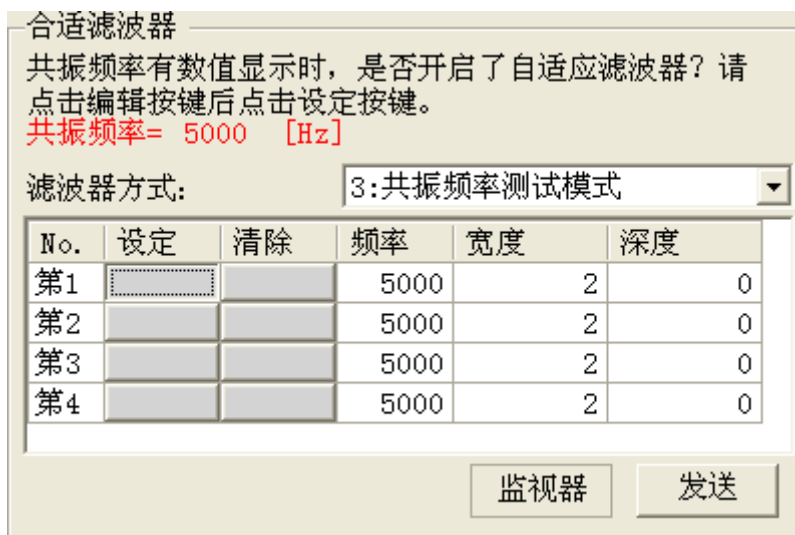 合适滤波器
共振频率有数值显示时，是否开启了自适应滤波器？请
点击编辑按键后点击设定按键。
共振频率= 5000 [Hz]
滤波器方式: 3:共振频率测试模式
No. 设定 清除 频率 宽度 深度
第1 5000 2 0
第2 5000 2 0
第3 5000 2 0
第4 5000 2 0
监视器 发送